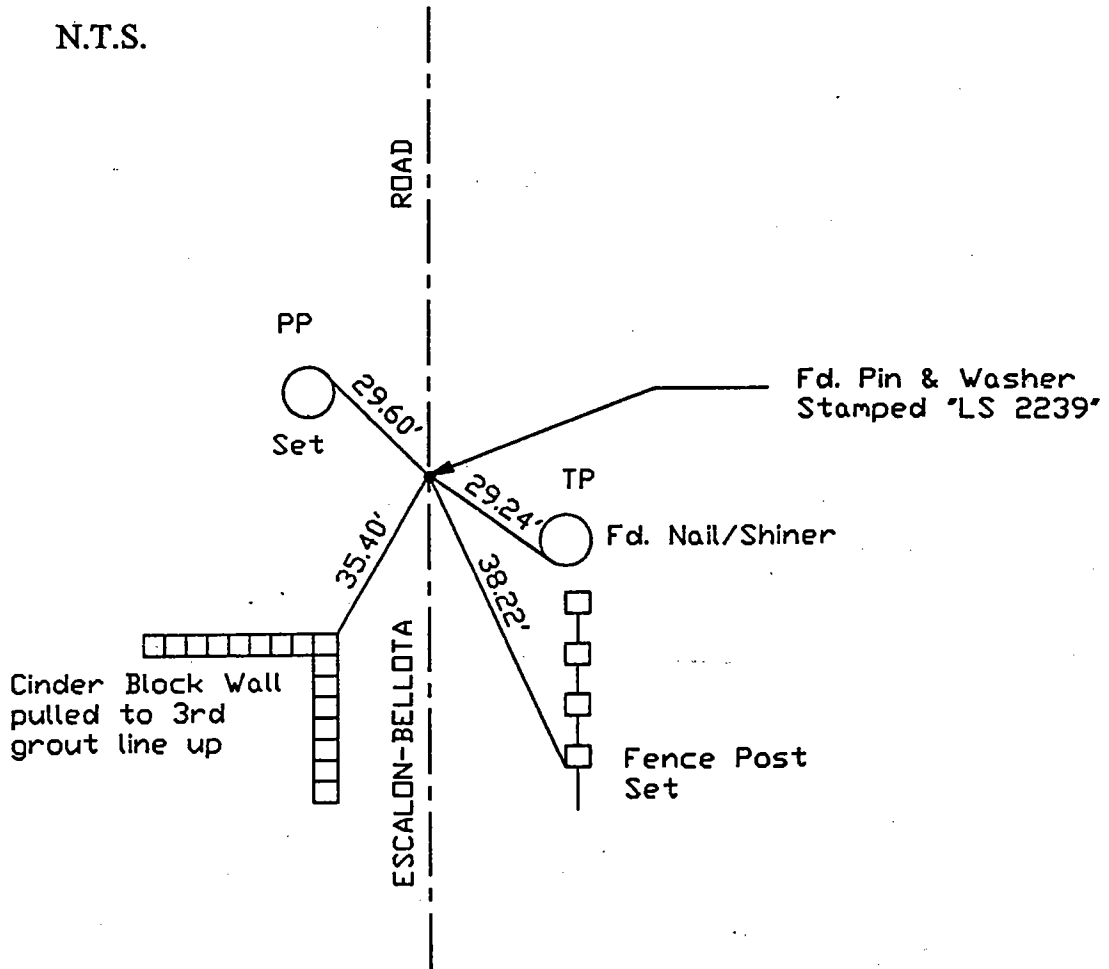 N.T.S.
ROAD
PP
29.60'
Set
Fd. Pin & Washer
Stamped "LS 2239"
TP
29.24'
Fd. Nail/Shiner
35.40'
38.22'
ESCALON-BELLOTA
Cinder Block Wall
pulled to 3rd
grout line up
Fence Post
Set